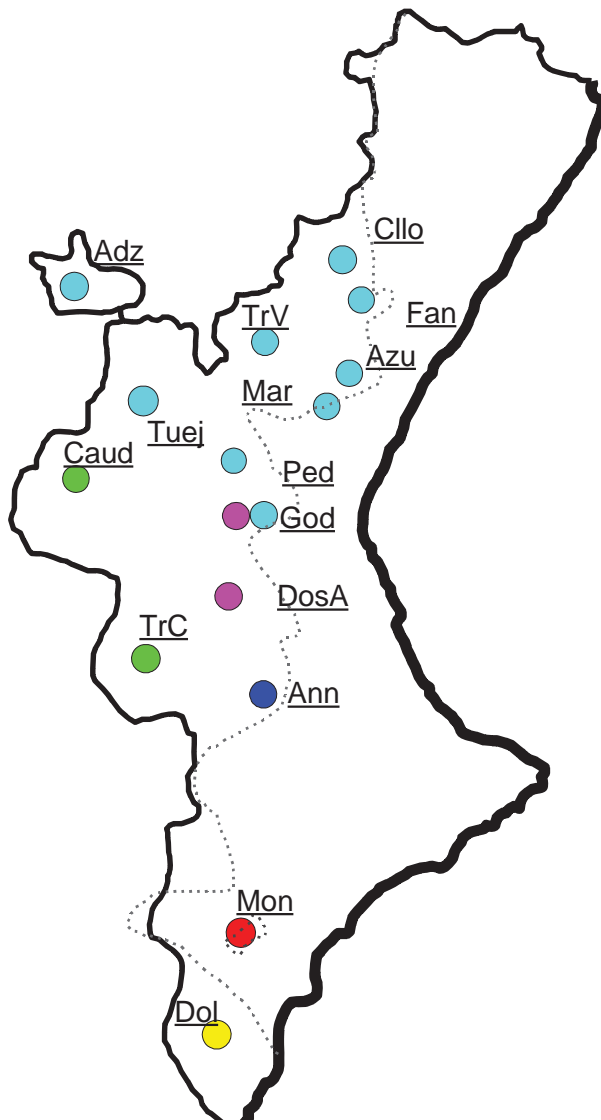 Cllo
Adz
Fan
TrV
Azu
Mar
Tuej
Caud
Ped
God
DosA
TrC
Ann
Mon
Dol